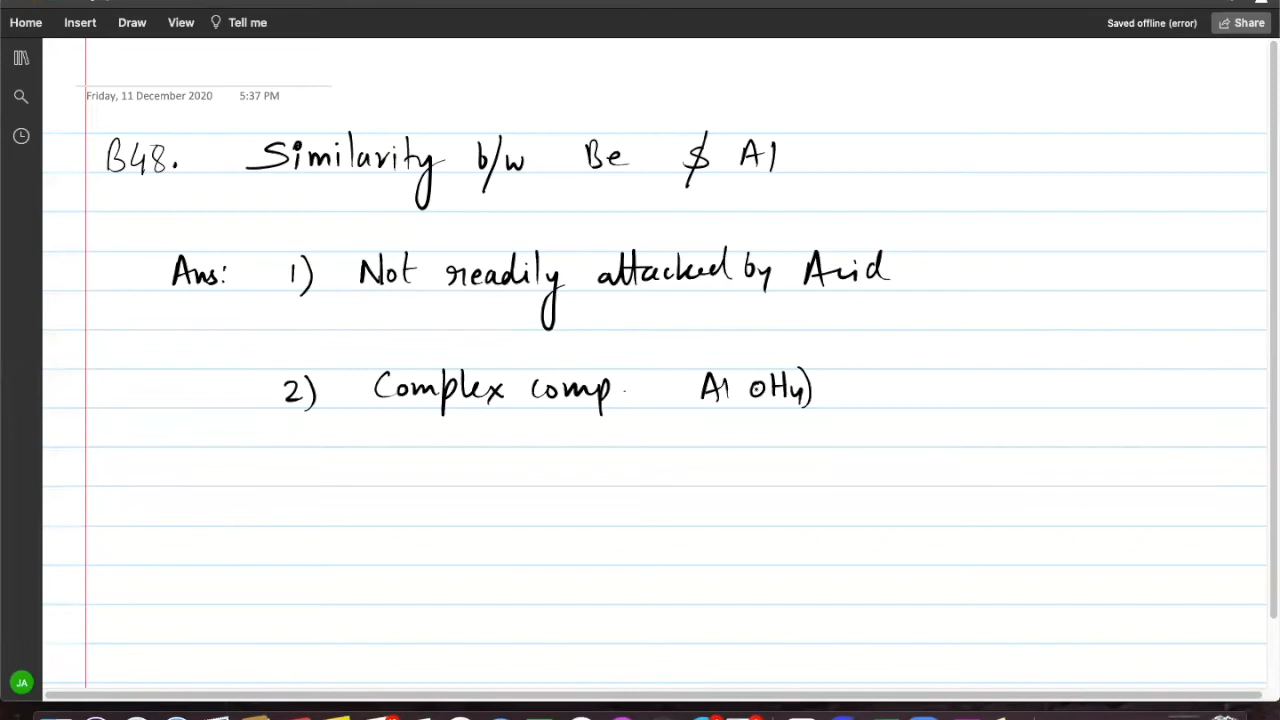 Home Insert Draw View Tell me Saved offline (error) Share
Friday, 11 December 2020 5:37 PM
B48. Similarity b/w Be & Al
Ans: 1) Not readily attacked by Acid
2) Complex comp. Al OH4)
JA